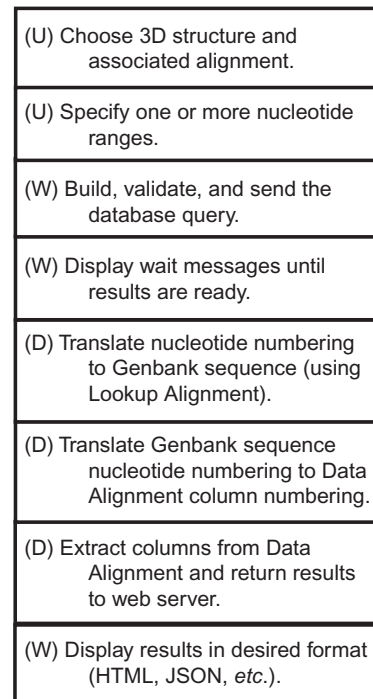 (U) Choose 3D structure and
associated alignment.
(U) Specify one or more nucleotide
ranges.
(W) Build, validate, and send the
database query.
(W) Display wait messages until
results are ready.
(D) Translate nucleotide numbering
to Genbank sequence (using
Lookup Alignment).
(D) Translate Genbank sequence
nucleotide numbering to Data
Alignment column numbering.
(D) Extract columns from Data
Alignment and return results
to web server.
(W) Display results in desired format
(HTML, JSON, etc.).